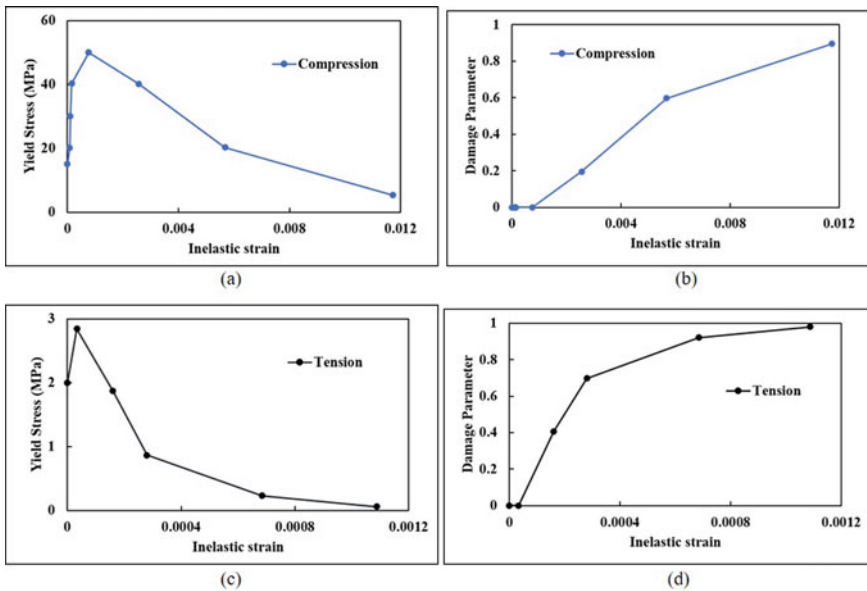 60
40
20
0
0
0.004
0.008
0.012
Yield Stress (MPa)
Inelastic strain
Compression
(a)
1
0.8
0.6
0.4
0.2
0
0
0.004
0.008
0.012
Damage Parameter
Inelastic strain
Compression
(b)
3
2
1
0
0
0.0004
0.0008
0.0012
Yield Stress (MPa)
Inelastic strain
Tension
(c)
1
0.8
0.6
0.4
0.2
0
0
0.0004
0.0008
0.0012
Damage Parameter
Inelastic strain
Tension
(d)